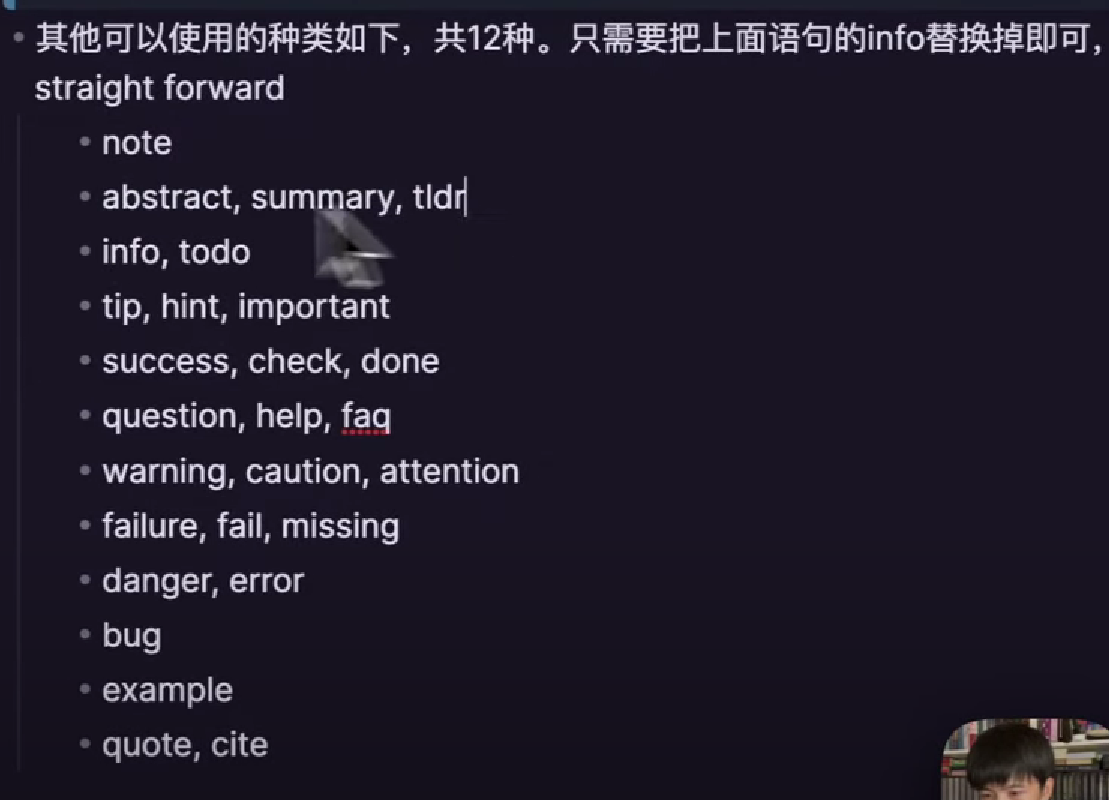 其他可以使用的种类如下，共12种。只需要把上面语句的info替换掉即可，
straight forward
note
abstract, summary, tldr
info, todo
tip, hint, important
success, check, done
question, help, faq
warning, caution, attention
failure, fail, missing
danger, error
bug
example
quote, cite